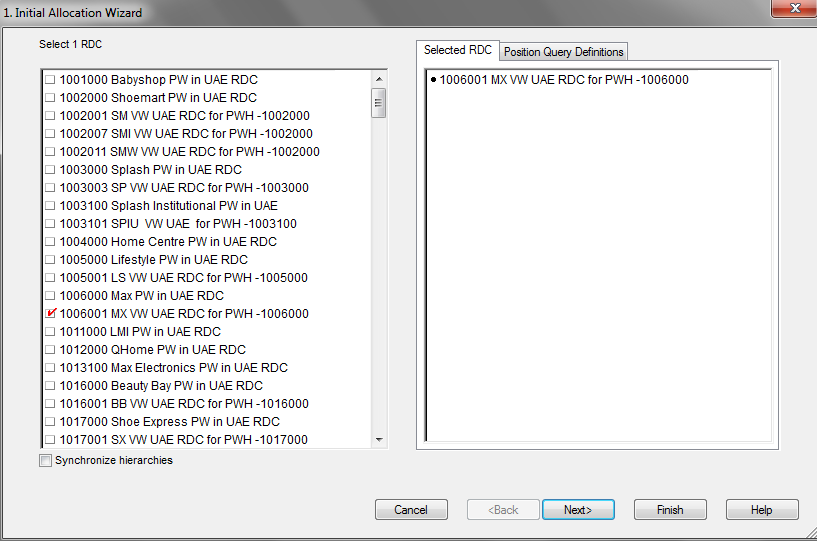 1. Initial Allocation Wizard
Select 1 RDC
1001000 Babyshop PW in UAE RDC
1002000 Shoemart PW in UAE RDC
1002001 SM VW UAE RDC for PWH -1002000
1002007 SMI VW UAE RDC for PWH -1002000
1002011 SMW VW UAE RDC for PWH -1002000
1003000 Splash PW in UAE RDC
1003003 SP VW UAE RDC for PWH -1003000
1003100 Splash Institutional PW in UAE
1003101 SPIU  VW UAE  for PWH -1003100
1004000 Home Centre PW in UAE RDC
1005000 Lifestyle PW in UAE RDC
1005001 LS VW UAE RDC for PWH -1005000
1006000 Max PW in UAE RDC
1006001 MX VW UAE RDC for PWH -1006000
1011000 LMI PW in UAE RDC
1012000 QHome PW in UAE RDC
1013100 Max Electronics PW in UAE RDC
1016000 Beauty Bay PW in UAE RDC
1016001 BB VW UAE RDC for PWH -1016000
1017000 Shoe Express PW in UAE RDC
1017001 SX VW UAE RDC for PWH -1017000
Synchronize hierarchies
Selected RDC Position Query Definitions
1006001 MX VW UAE RDC for PWH -1006000
Cancel <Back Next> Finish Help